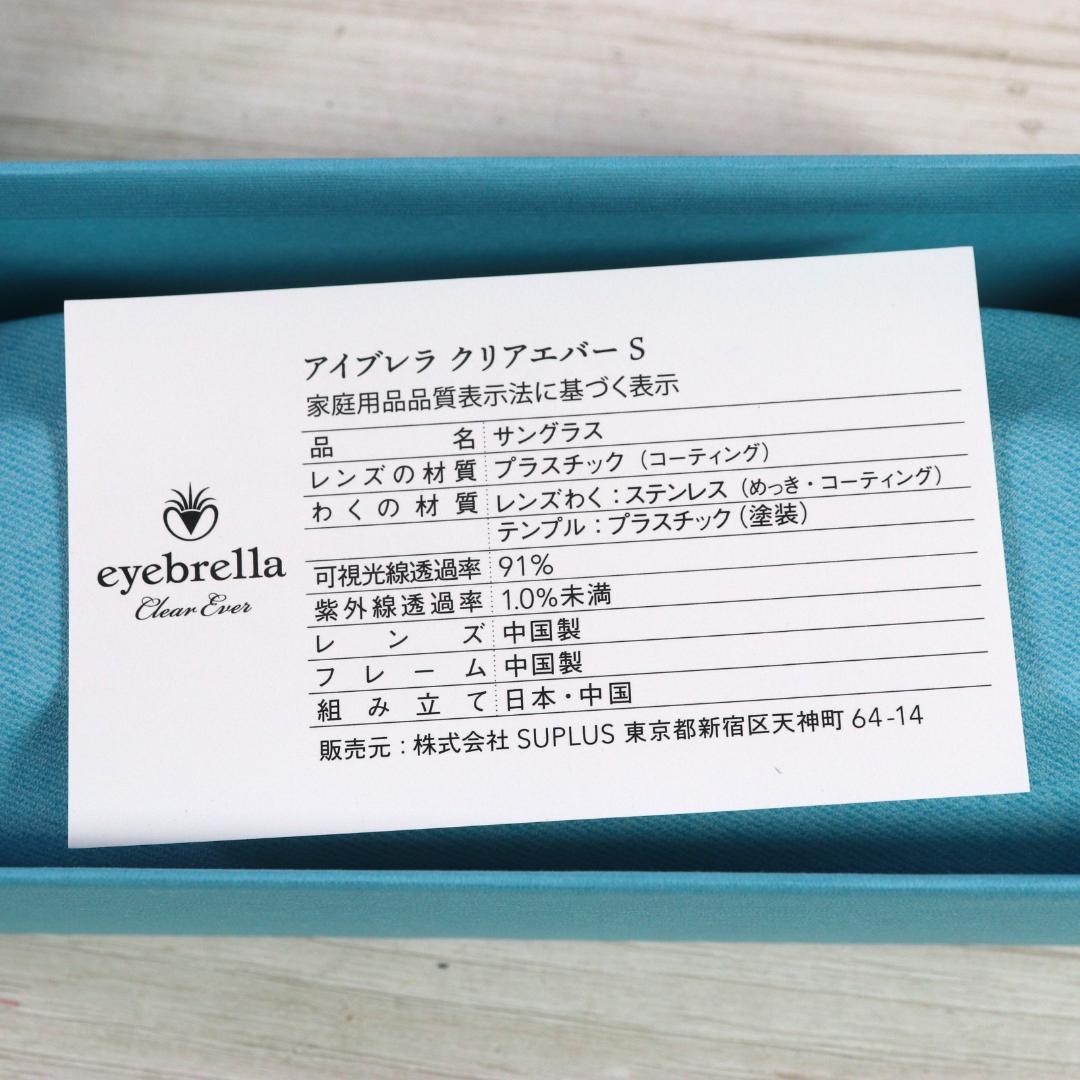 eyebrella
Clear Ever
アイブレラ クリアエバー S
家庭用品品質表示法に基づく表示
品名 サングラス
レンズの材質 プラスチック（コーティング）
わくの材質 レンズわく：ステンレス（めっき・コーティング）
テンプル：プラスチック（塗装）
可視光線透過率 91%
紫外線透過率 1.0%未満
レンズ 中国製
フレーム 中国製
組み立て 日本・中国
販売元：株式会社 SUPLUS 東京都新宿区天神町 64-14